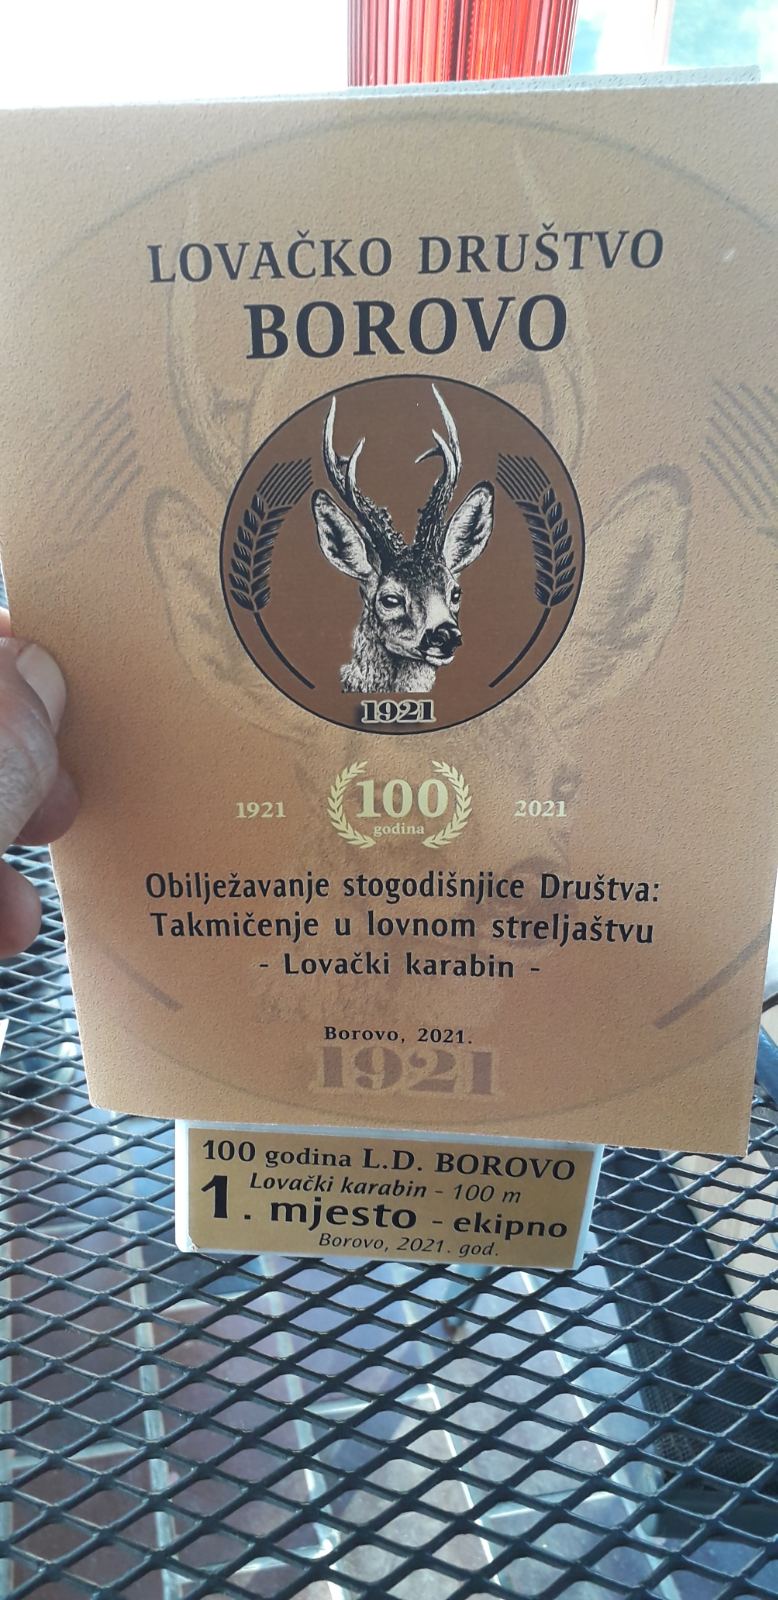 LOVAČKO DRUŠTVO
BOROVO
1921
1921 100 2021
godina
Obilježavanje stogodišnjice Društva:
Takmičenje u lovnom streljaštvu
- Lovački karabin -
Borovo, 2021.
1921
100 godina L.D. BOROVO
Lovački karabin - 100 m
1. mjesto - ekipno
Borovo, 2021. god.